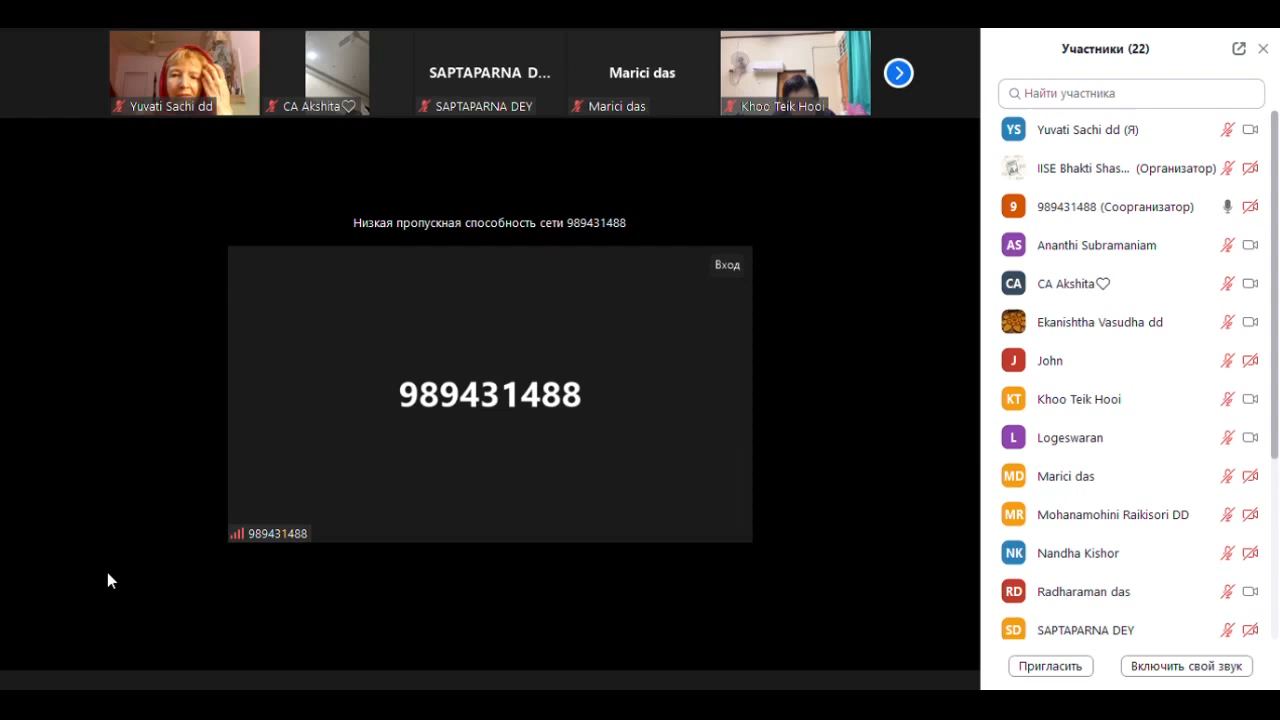 SAPTAPARNA D...
Marici das
Yuvati Sachi dd
CA Akshita♡
SAPTAPARNA DEY
Marici das
Khoo Teik Hooi
Низкая пропускная способность сети 989431488
Вход
989431488
989431488
Участники (22)
Найти участника
YS Yuvati Sachi dd (Я)
IISE Bhakti Shas... (Организатор)
9 989431488 (Соорганизатор)
AS Ananthi Subramaniam
CA CA Akshita♡
Ekanishtha Vasudha dd
J John
KT Khoo Teik Hooi
L Logeswaran
MD Marici das
MR Mohanamohini Raikisori DD
NK Nandha Kishor
RD Radharaman das
SD SAPTAPARNA DEY
Пригласить
Включить свой звук